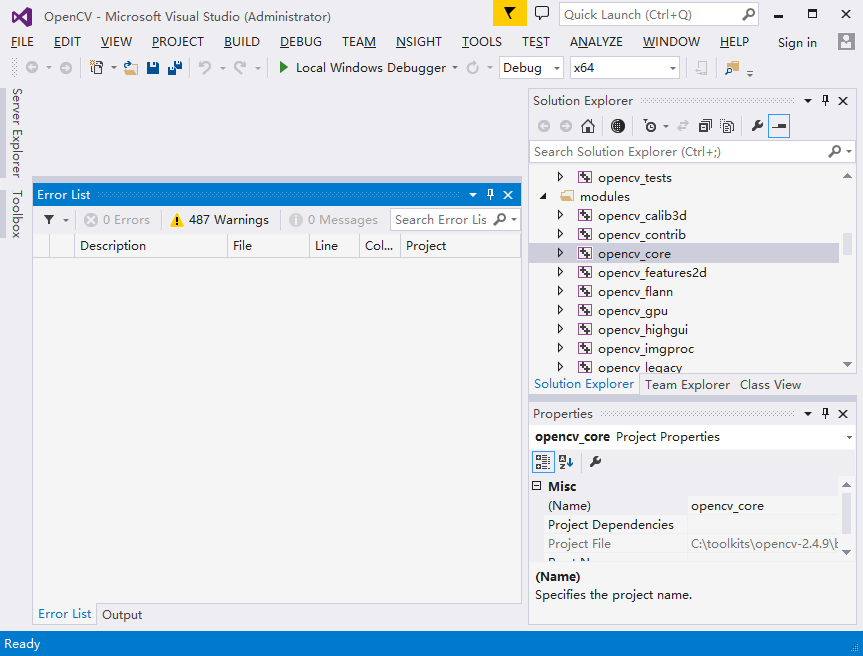 OpenCV - Microsoft Visual Studio (Administrator)
Quick Launch (Ctrl+Q)
FILE EDIT VIEW PROJECT BUILD DEBUG TEAM NSIGHT TOOLS TEST ANALYZE WINDOW HELP Sign in
Local Windows Debugger Debug x64
Server Explorer
Toolbox
Error List
0 Errors 487 Warnings 0 Messages Search Error Lis
Description File Line Col... Project
Error List Output
Solution Explorer
Search Solution Explorer (Ctrl+;)
opencv_tests
modules
opencv_calib3d
opencv_contrib
opencv_core
opencv_features2d
opencv_flann
opencv_gpu
opencv_highgui
opencv_imgproc
opencv_legacy
Solution Explorer Team Explorer Class View
Properties
opencv_core Project Properties
Misc
(Name) opencv_core
Project Dependencies
Project File C:\toolkits\opencv-2.4.9\b
(Name)
Specifies the project name.
Ready